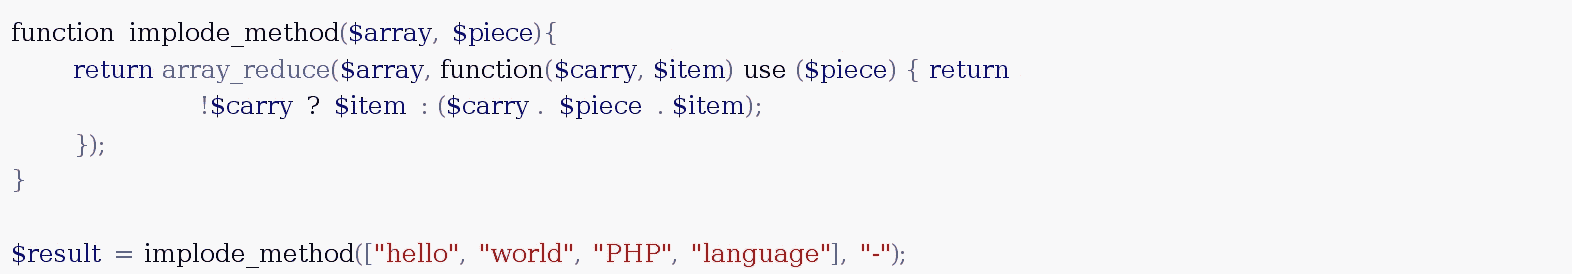 function implode_method($array, $piece){
return array_reduce($array, function($carry, $item) use ($piece) { return
!$carry ? $item : ($carry . $piece . $item);
});
}
$result = implode_method(["hello", "world", "PHP", "language"], "-");